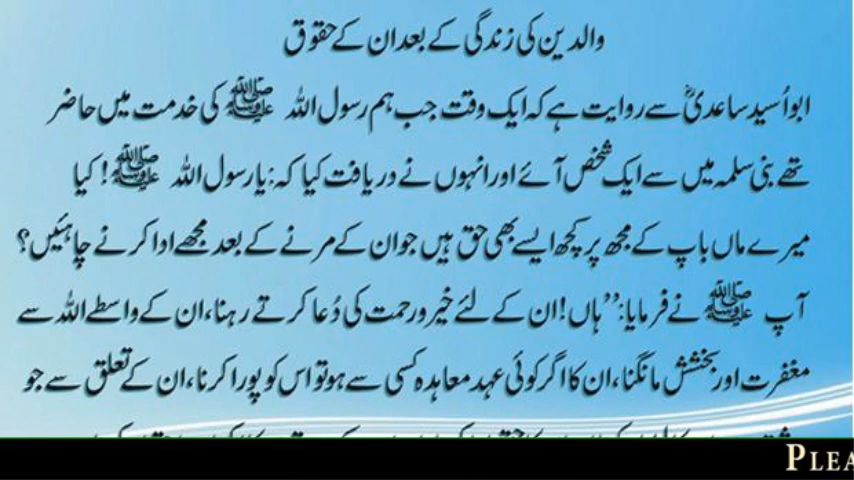 والدین کی زندگی کے بعد ان کے حقوق
ابو اُسید ساعدیؓ سے روایت ہے کہ ایک وقت جب ہم رسول اللہ ﷺ کی خدمت میں حاضر
تھے بنی سلمہ میں سے ایک شخص آئے اور انہوں نے دریافت کیا کہ: یا رسول اللہ ﷺ! کیا
میرے ماں باپ کے مجھ پر کچھ ایسے بھی حق ہیں جو ان کے مرنے کے بعد مجھے ادا کرنے چاہئیں؟
آپ ﷺ نے فرمایا: ’’ہاں! ان کے لئے خیر و رحمت کی دُعا کرتے رہنا، ان کے واسطے اللہ سے
مغفرت اور بخشش مانگنا، ان کا اگر کوئی عہد معاہدہ کسی سے ہو تو اس کو پورا کرنا، ان کے تعلق سے جو
PLEA